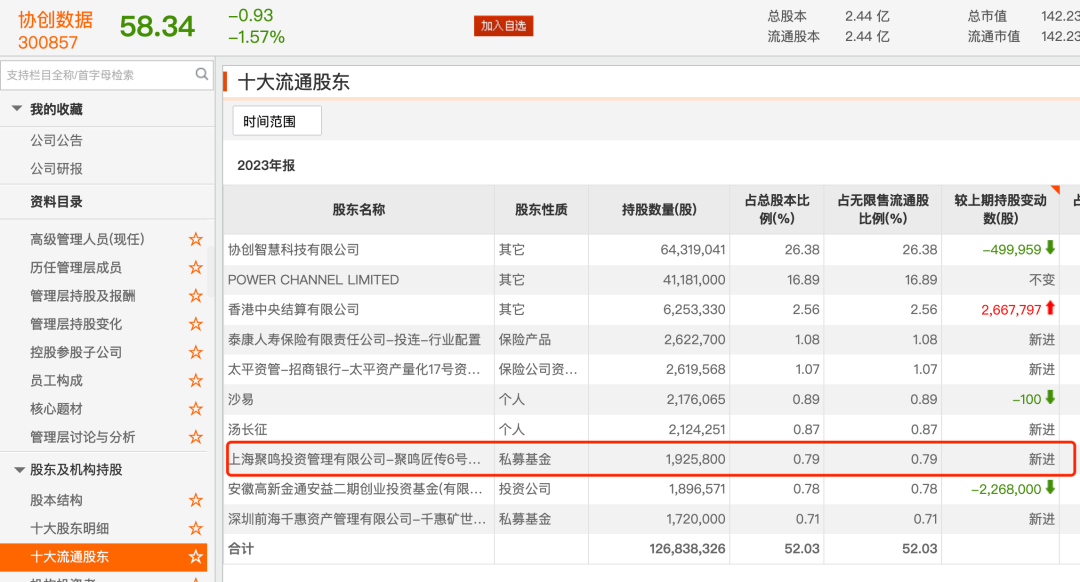 协创数据
300857
58.34
-0.93
-1.57%
加入自选
总股本 2.44 亿
流通股本 2.44 亿
总市值 142.23
流通市值 142.23
支持栏目全称/首字母检索
我的收藏
公司公告
公司研报
资料目录
高级管理人员(现任)
历任管理层成员
管理层持股及报酬
管理层持股变化
控股参股子公司
员工构成
核心题材
管理层讨论与分析
股东及机构持股
股本结构
十大股东明细
十大流通股东
十大流通股东
时间范围
2023年报
股东名称 股东性质 持股数量(股) 占总股本比例(%) 占无限售流通股比例(%) 较上期持股变动数(股)
协创智慧科技有限公司 其它 64,319,041 26.38 26.38 -499,959
POWER CHANNEL LIMITED 其它 41,181,000 16.89 16.89 不变
香港中央结算有限公司 其它 6,253,330 2.56 2.56 2,667,797
泰康人寿保险有限责任公司-投连-行业配置 保险产品 2,622,700 1.08 1.08 新进
太平资管-招商银行-太平资产量化17号资... 保险公司资... 2,619,568 1.07 1.07 新进
沙易 个人 2,176,065 0.89 0.89 -100
汤长征 个人 2,124,251 0.87 0.87 新进
上海聚鸣投资管理有限公司-聚鸣匠传6号... 私募基金 1,925,800 0.79 0.79 新进
安徽高新金通安益二期创业投资基金(有限... 投资公司 1,896,571 0.78 0.78 -2,268,000
深圳前海千惠资产管理有限公司-千惠矿世... 私募基金 1,720,000 0.71 0.71 新进
合计 126,838,326 52.03 52.03